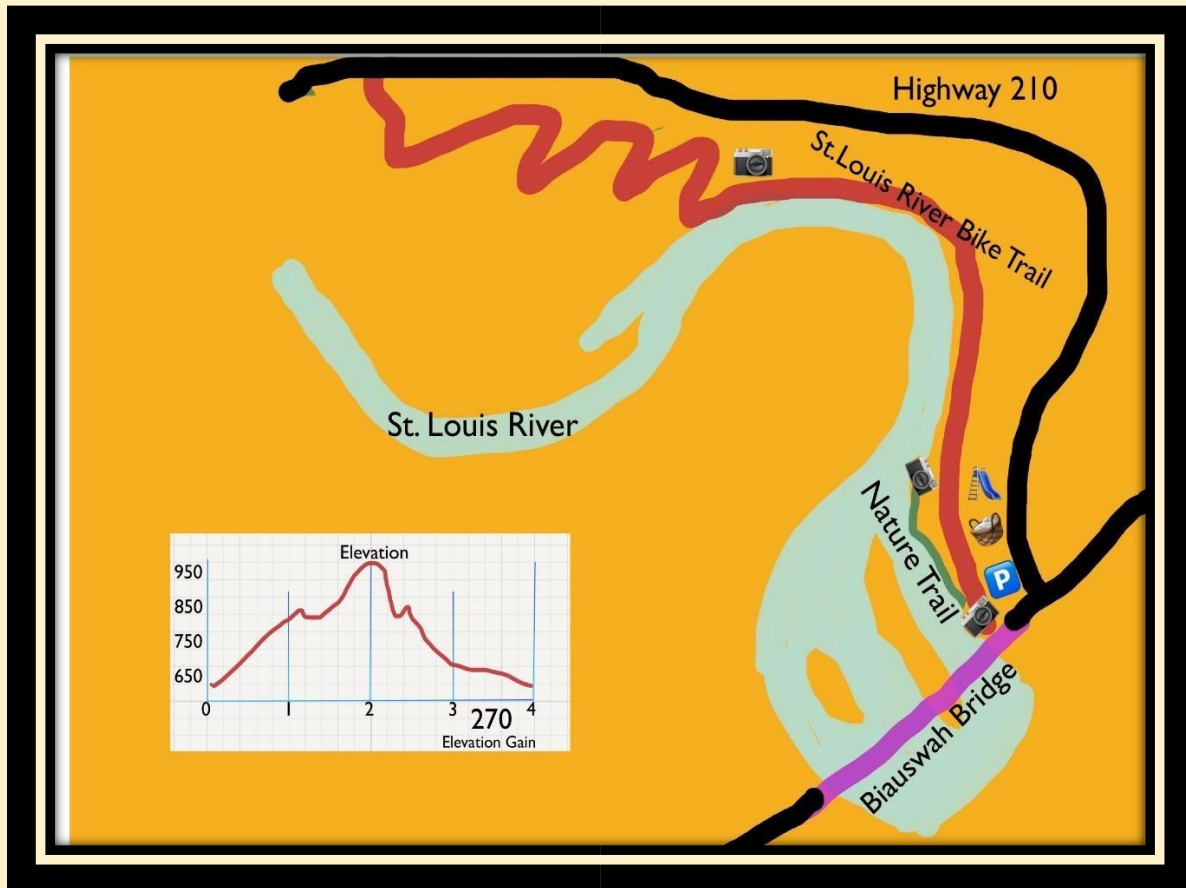 Highway 210
St.Louis River Bike Trail
St. Louis River
Nature Trail
P
Biauswah Bridge
Elevation
950
850
750
650
0 1 2 3 4
270
Elevation Gain